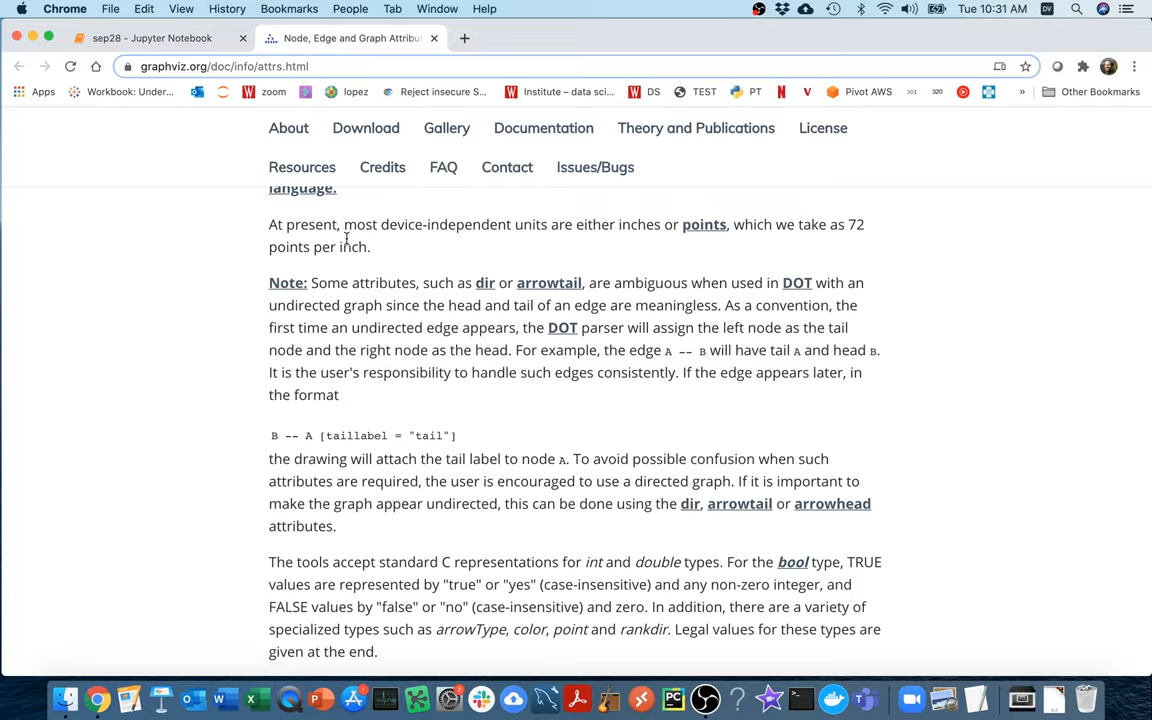 Chrome File Edit View History Bookmarks People Tab Window Help Tue 10:31 AM DV
sep28 - Jupyter Notebook Node, Edge and Graph Attribu
graphviz.org/doc/info/attrs.html
Apps Workbook: Under... zoom lopez Reject insecure S... Institute – data sci... DS TEST PT Pivot AWS 101 320 » Other Bookmarks
About Download Gallery Documentation Theory and Publications License
Resources Credits FAQ Contact Issues/Bugs
language.
At present, most device-independent units are either inches or points, which we take as 72
points per inch.
Note: Some attributes, such as dir or arrowtail, are ambiguous when used in DOT with an
undirected graph since the head and tail of an edge are meaningless. As a convention, the
first time an undirected edge appears, the DOT parser will assign the left node as the tail
node and the right node as the head. For example, the edge A -- B will have tail A and head B.
It is the user's responsibility to handle such edges consistently. If the edge appears later, in
the format
B -- A [taillabel = "tail"]
the drawing will attach the tail label to node A. To avoid possible confusion when such
attributes are required, the user is encouraged to use a directed graph. If it is important to
make the graph appear undirected, this can be done using the dir, arrowtail or arrowhead
attributes.
The tools accept standard C representations for int and double types. For the bool type, TRUE
values are represented by "true" or "yes" (case-insensitive) and any non-zero integer, and
FALSE values by "false" or "no" (case-insensitive) and zero. In addition, there are a variety of
specialized types such as arrowType, color, point and rankdir. Legal values for these types are
given at the end.